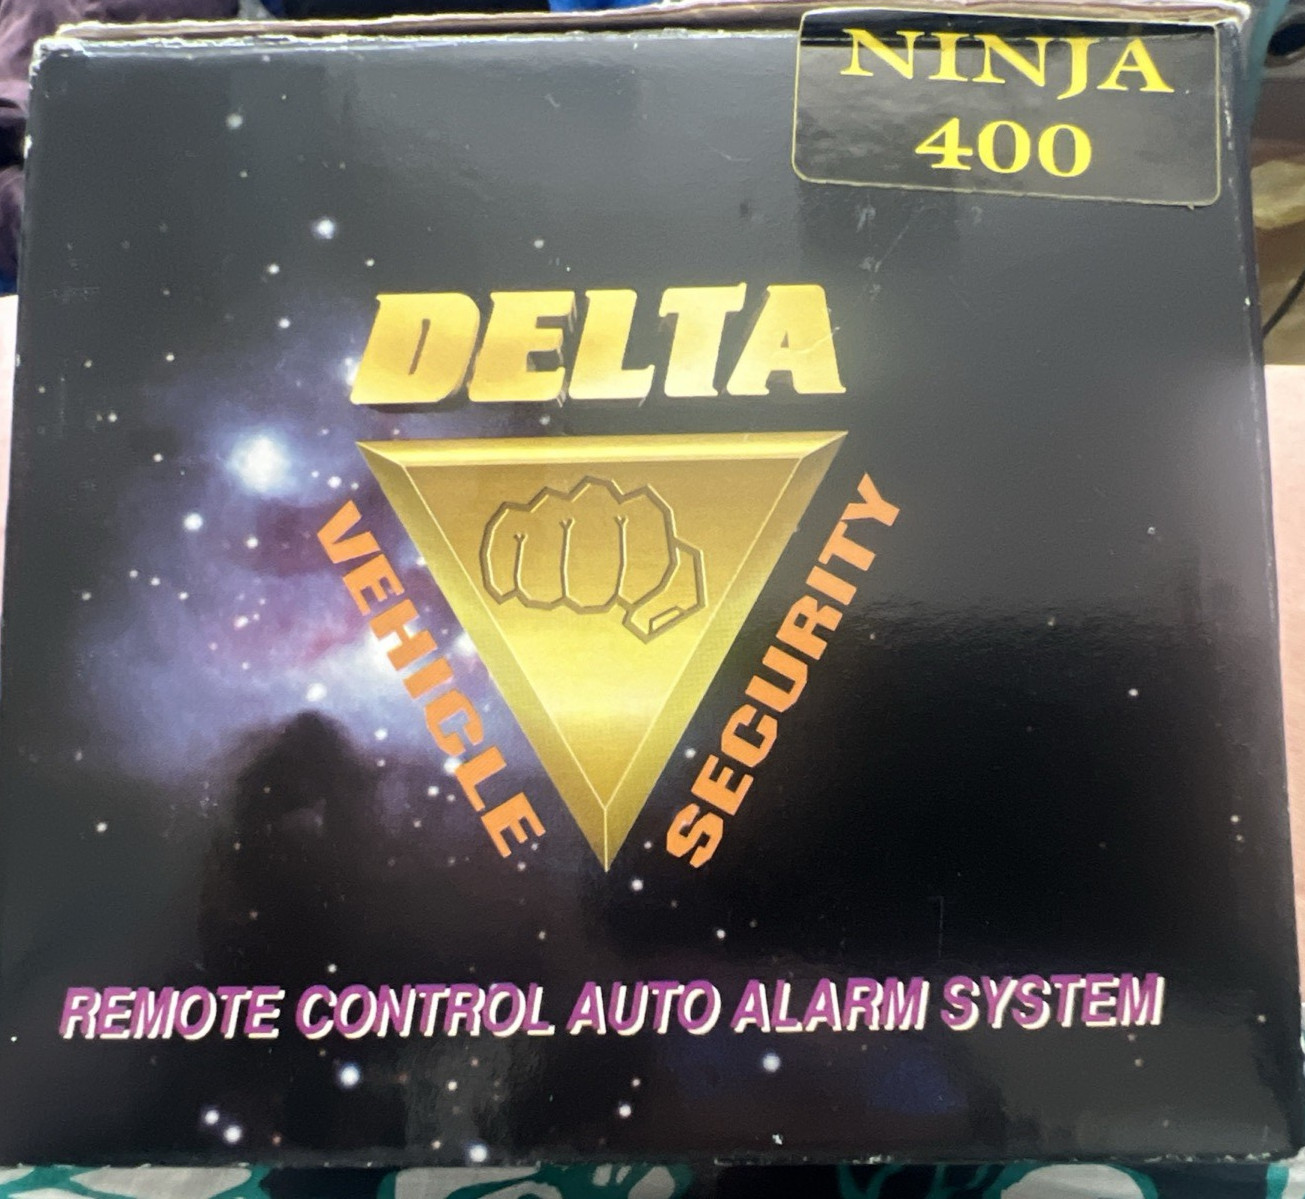 NINJA
400
DELTA
VEHICLE
SECURITY
REMOTE CONTROL AUTO ALARM SYSTEM